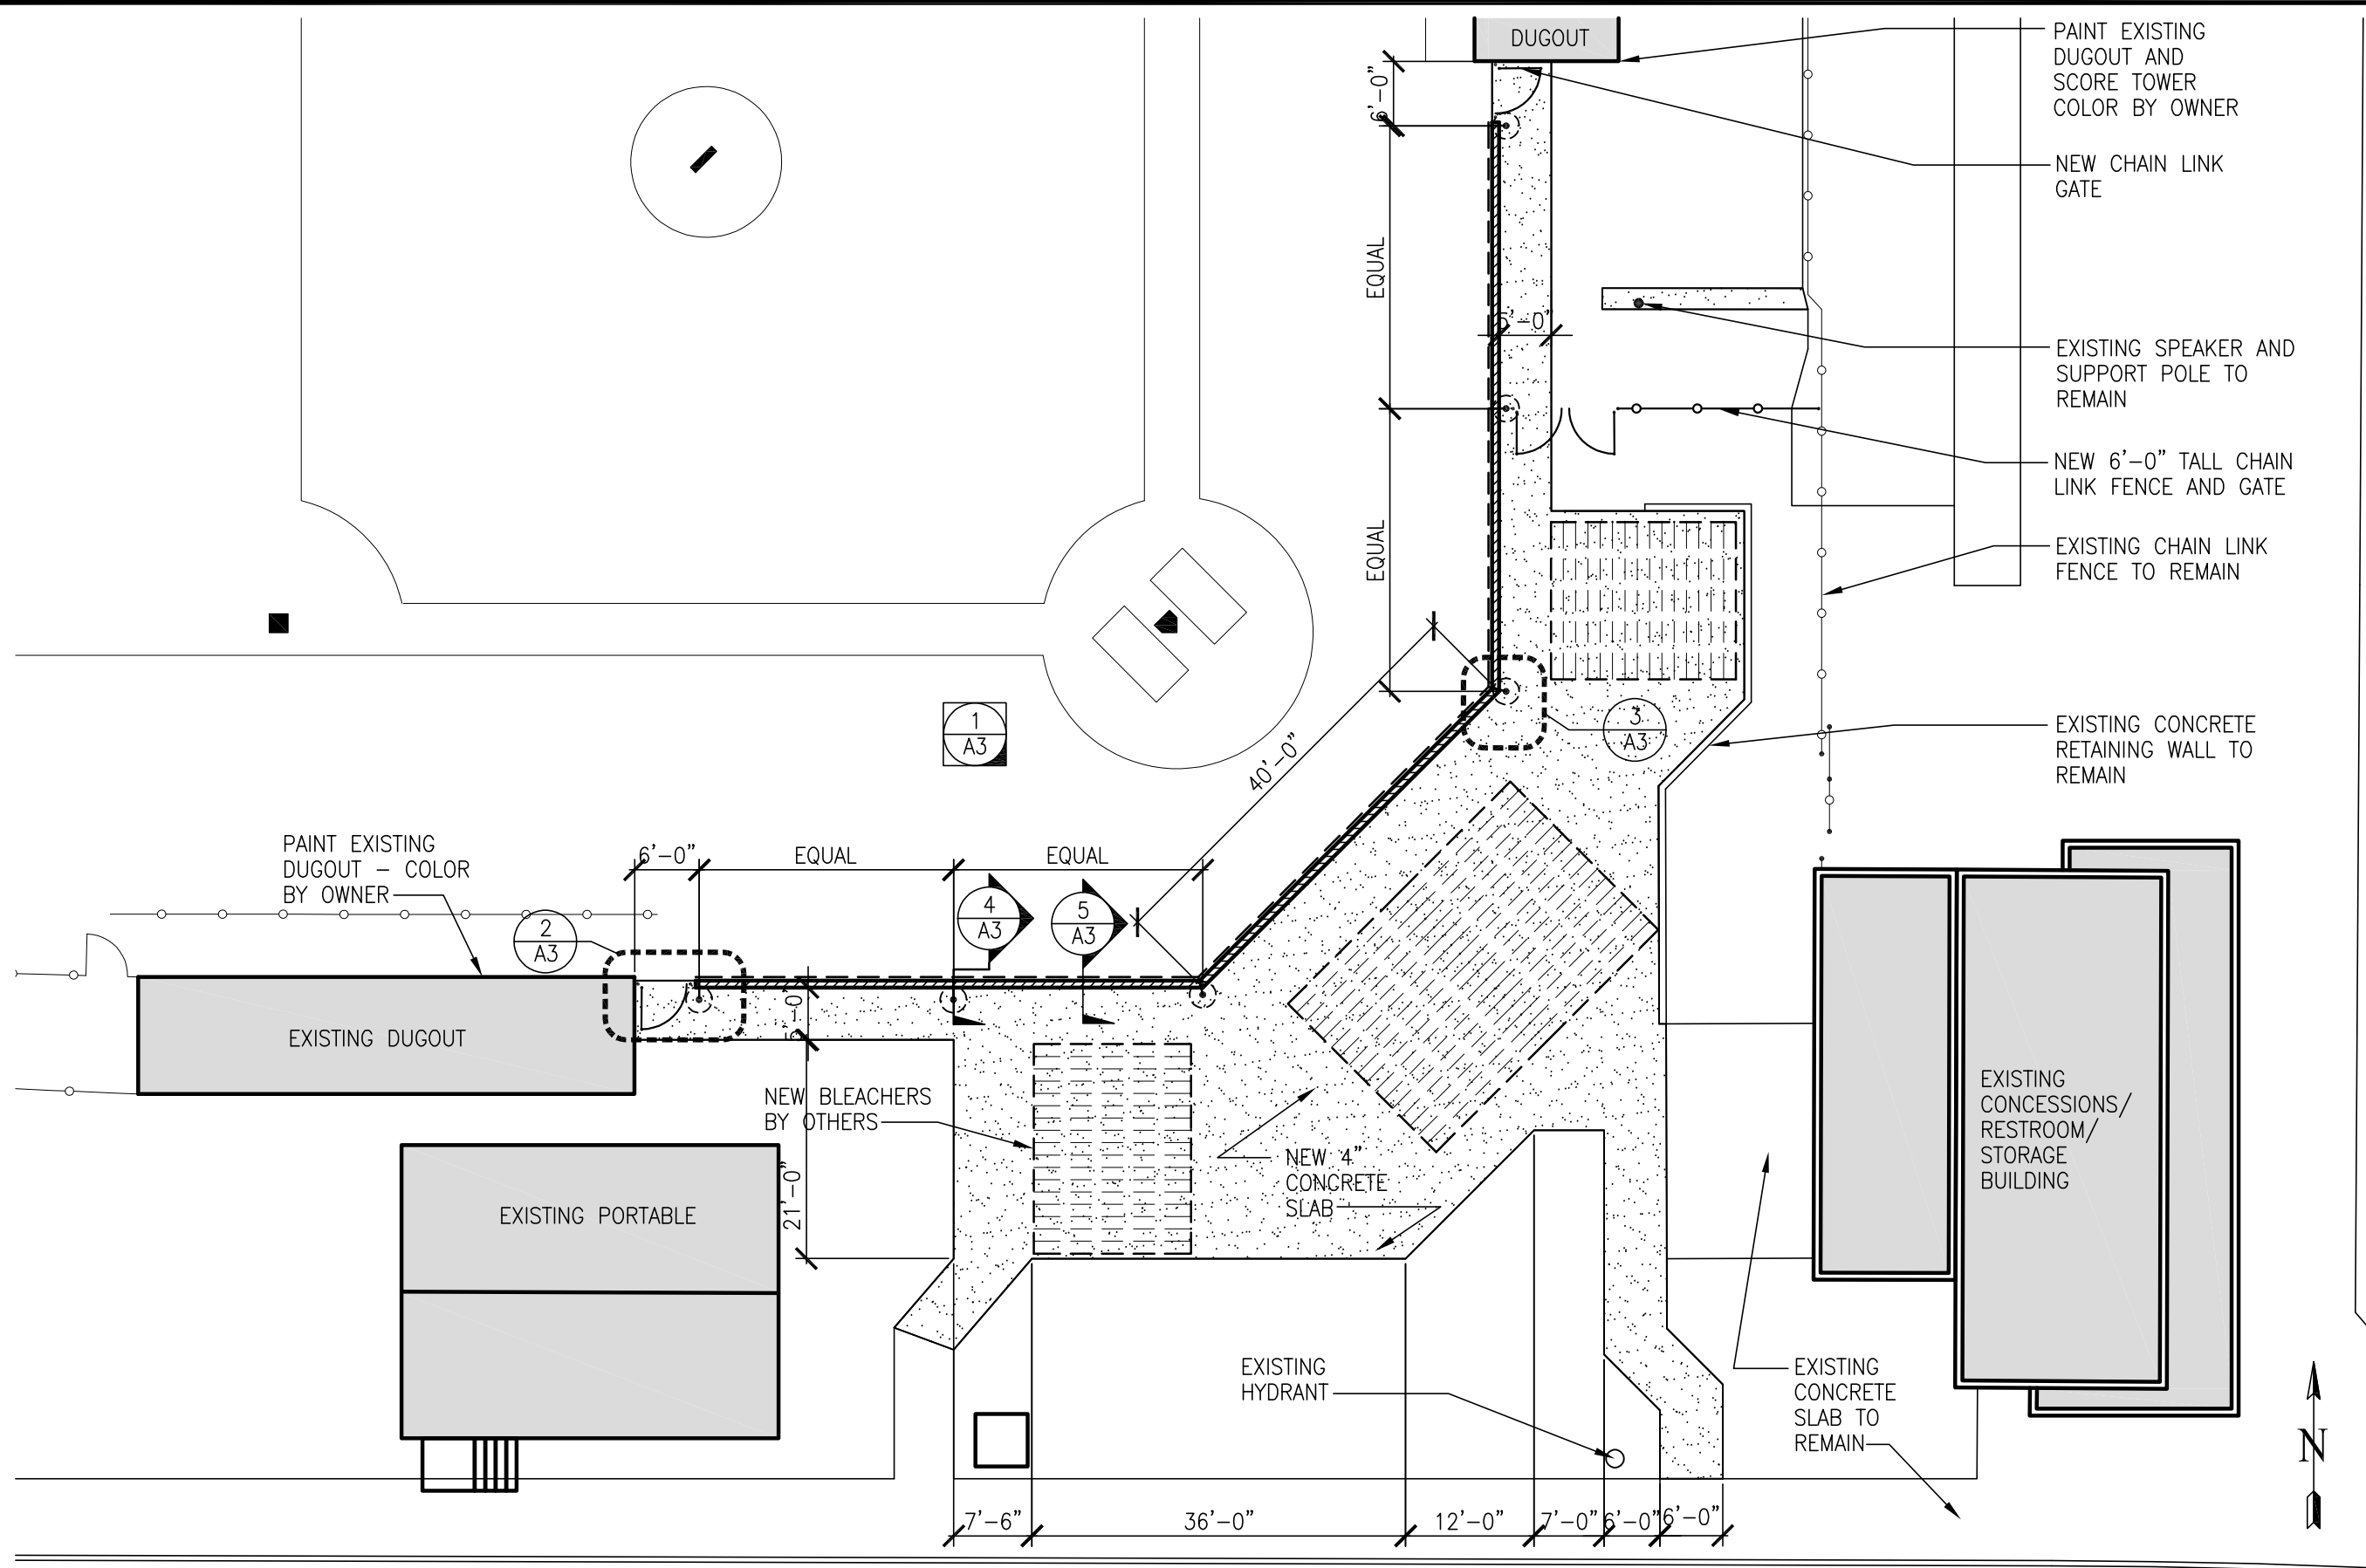 DUGOUT
PAINT EXISTING
DUGOUT AND
SCORE TOWER
COLOR BY OWNER
6'-0"
NEW CHAIN LINK
GATE
EQUAL
5'-0"
EXISTING SPEAKER AND
SUPPORT POLE TO
REMAIN
NEW 6'-0" TALL CHAIN
LINK FENCE AND GATE
EQUAL
EXISTING CHAIN LINK
FENCE TO REMAIN
1
A3
3
A3
EXISTING CONCRETE
RETAINING WALL TO
REMAIN
40'-0"
PAINT EXISTING
DUGOUT - COLOR
BY OWNER
6'-0"
EQUAL
EQUAL
2
A3
4
A3
5
A3
5'-0"
EXISTING DUGOUT
NEW BLEACHERS
BY OTHERS
EXISTING
CONCESSIONS/
RESTROOM/
STORAGE
BUILDING
NEW 4"
CONCRETE
SLAB
21'-0"
EXISTING PORTABLE
EXISTING
HYDRANT
EXISTING
CONCRETE
SLAB TO
REMAIN
N
7'-6"
36'-0"
12'-0"
7'-0"
6'-0"
6'-0"